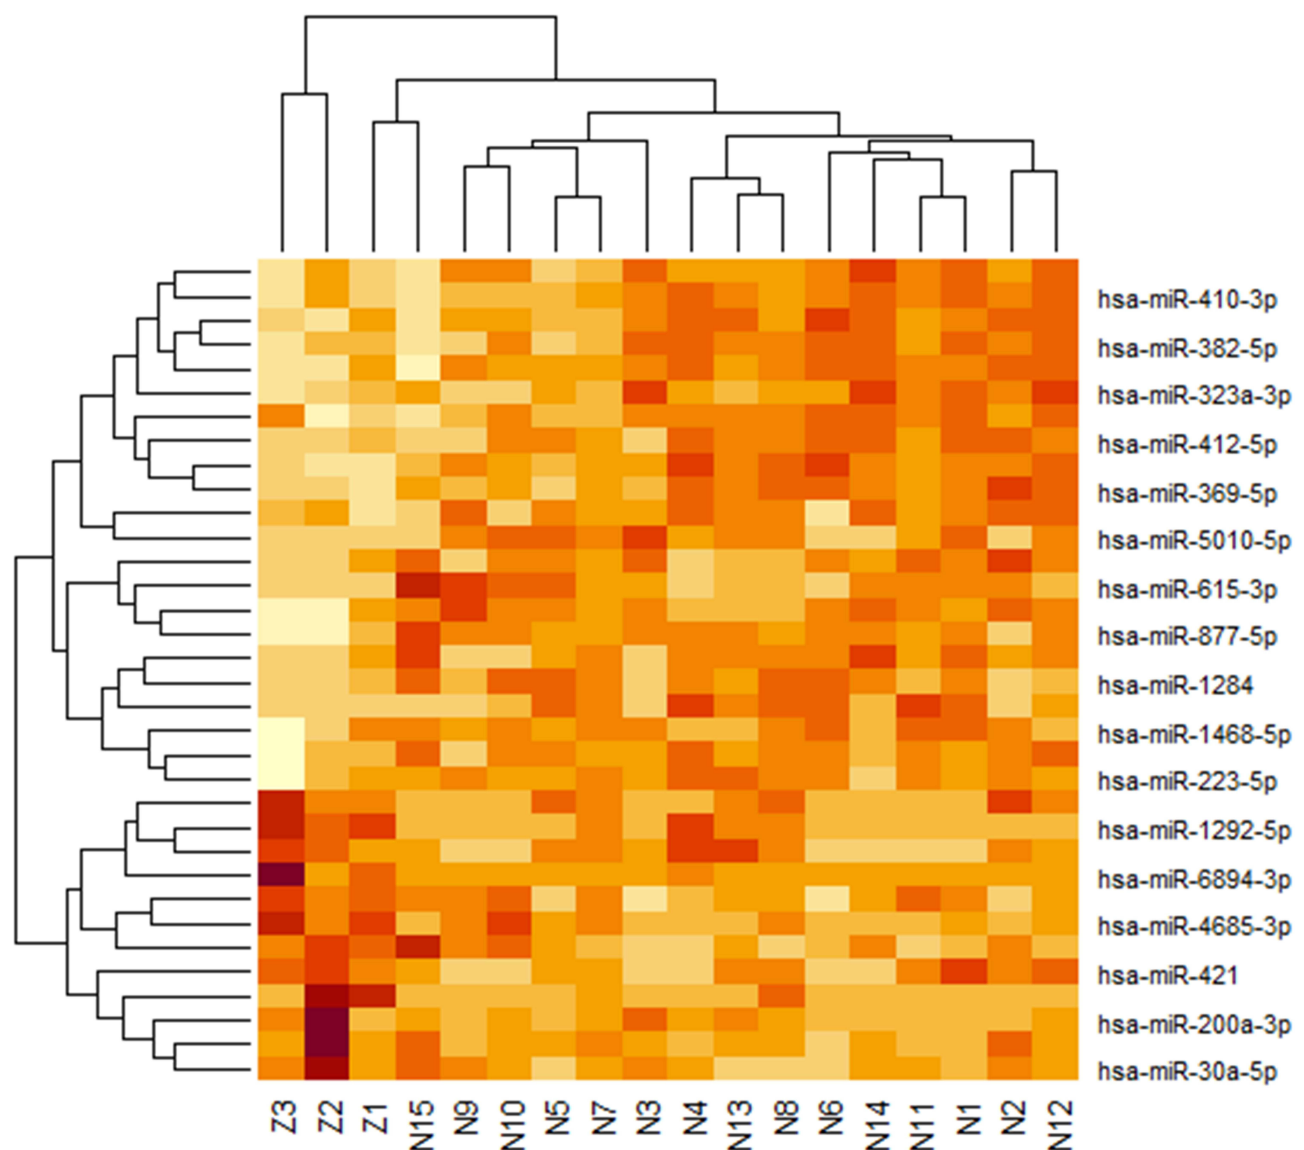 hsa-miR-410-3p
hsa-miR-382-5p
hsa-miR-323a-3p
hsa-miR-412-5p
hsa-miR-369-5p
hsa-miR-5010-5p
hsa-miR-615-3p
hsa-miR-877-5p
hsa-miR-1284
hsa-miR-1468-5p
hsa-miR-223-5p
hsa-miR-1292-5p
hsa-miR-6894-3p
hsa-miR-4685-3p
hsa-miR-421
hsa-miR-200a-3p
hsa-miR-30a-5p
Z3 Z2 Z1 N15 N9 N10 N5 N7 N3 N4 N13 N8 N6 N14 N11 N1 N2 N12